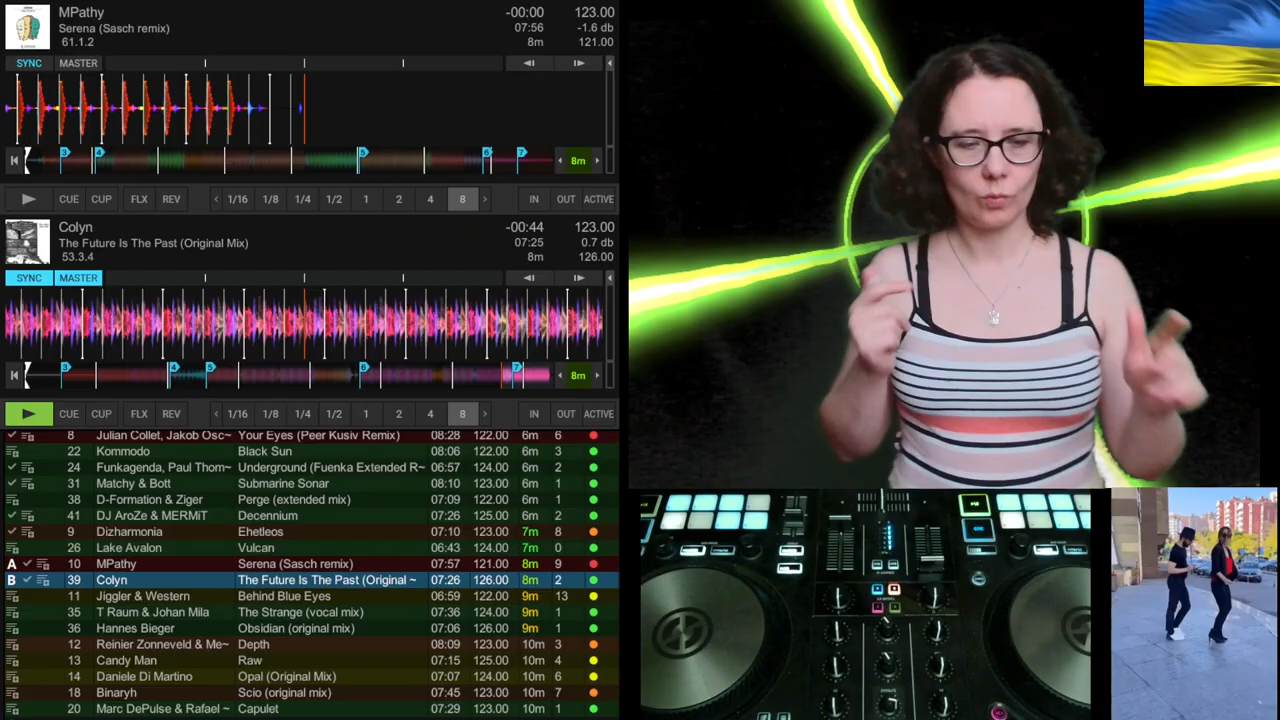 MPathy -00:00 123.00
Serena (Sasch remix) 07:56 -1.6 db
61.1.2 8m 121.00
SYNC MASTER
3 4 5 6 7 8m
CUE CUP FLX REV 1/16 1/8 1/4 1/2 1 2 4 8 IN OUT ACTIVE
Colyn -00:44 123.00
The Future Is The Past (Original Mix) 07:25 0.7 db
53.3.4 8m 126.00
SYNC MASTER
3 4 5 6 7 8m
CUE CUP FLX REV 1/16 1/8 1/4 1/2 1 2 4 8 IN OUT ACTIVE
8 Julian Collet, Jakob Osc~ Your Eyes (Peer Kusiv Remix) 08:28 122.00 6m 6
22 Kommodo Black Sun 08:06 122.00 6m 3
24 Funkagenda, Paul Thom~ Underground (Fuenka Extended R~ 06:57 124.00 6m 2
31 Matchy & Bott Submarine Sonar 08:10 123.00 6m 1
38 D-Formation & Ziger Perge (extended mix) 07:09 122.00 6m 0
41 DJ AroZe & MERMiT Decennium 07:26 125.00 6m 2
9 Dizharmonia Ehetleos 07:10 123.00 7m 8
26 Lake Avalon Vulcan 06:43 124.00 7m 0
A 10 MPathy Serena (Sasch remix) 07:57 121.00 8m 9
B 39 Colyn The Future Is The Past (Original ~ 07:26 126.00 8m 2
11 Jiggler & Western Behind Blue Eyes 06:59 122.00 9m 13
35 T Raum & Johan Mila The Strange (vocal mix) 07:36 124.00 9m 1
36 Hannes Bieger Obsidian (original mix) 07:06 126.00 9m 1
12 Reinier Zonneveld & Me~ Depth 08:09 123.00 10m 3
13 Candy Man Raw 07:15 125.00 10m 4
14 Daniele Di Martino Opal (Original Mix) 07:07 124.00 10m 6
18 Binaryh Scio (original mix) 07:45 123.00 10m 7
20 Marc DePulse & Rafael ~ Capulet 07:29 123.00 10m 1